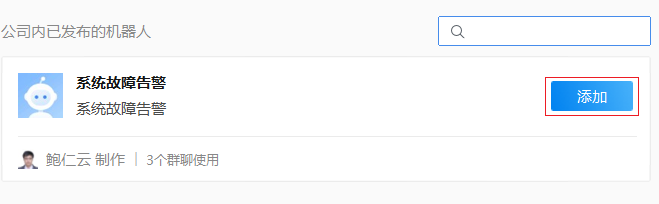 公司内已发布的机器人
系统故障告警
系统故障告警
添加
鲍仁云 制作 | 3个群聊使用